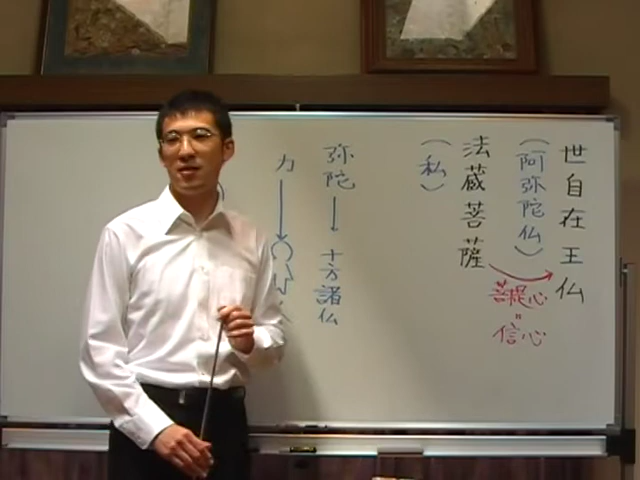 世自在王仏
（阿弥陀仏）
法蔵菩薩
（私）
菩提心
=
信心
弥陀
十方諸仏
力